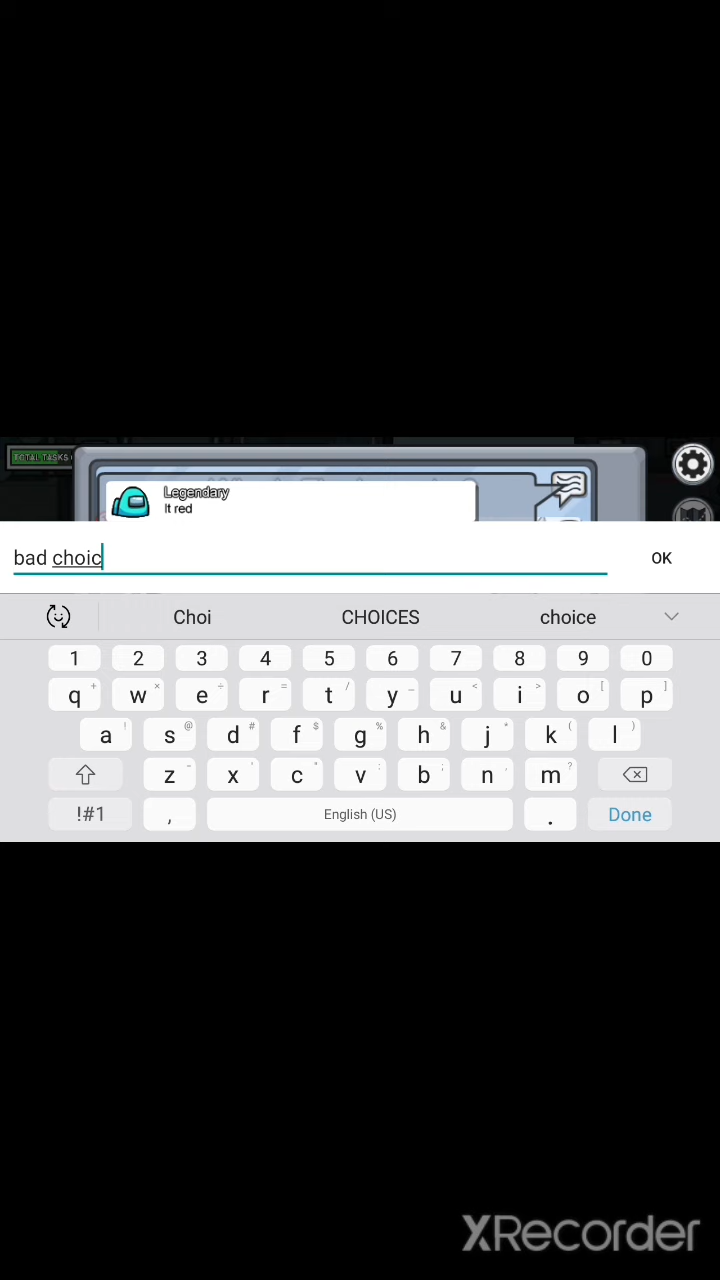 TOTAL TASKS
Legendary
It red
bad choic
OK
Choi CHOICES choice
1 2 3 4 5 6 7 8 9 0
q + w × e ÷ r = t / y _ u < i > o [ p ]
a ! s @ d # f $ g % h & j * k ( l )
z - x ' c " v : b ; n , m ?
!#1 , English (US) . Done
XRecorder